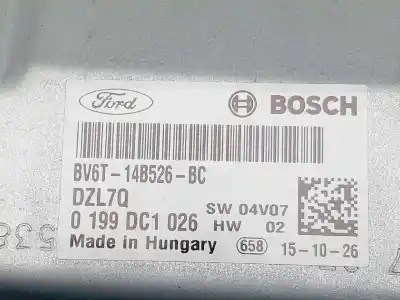 Ford BOSCH
BV6T-14B526-BC
DZL7Q SW 04V07
0 199 DC1 026 HW 02
Made in Hungary 658 15-10-26